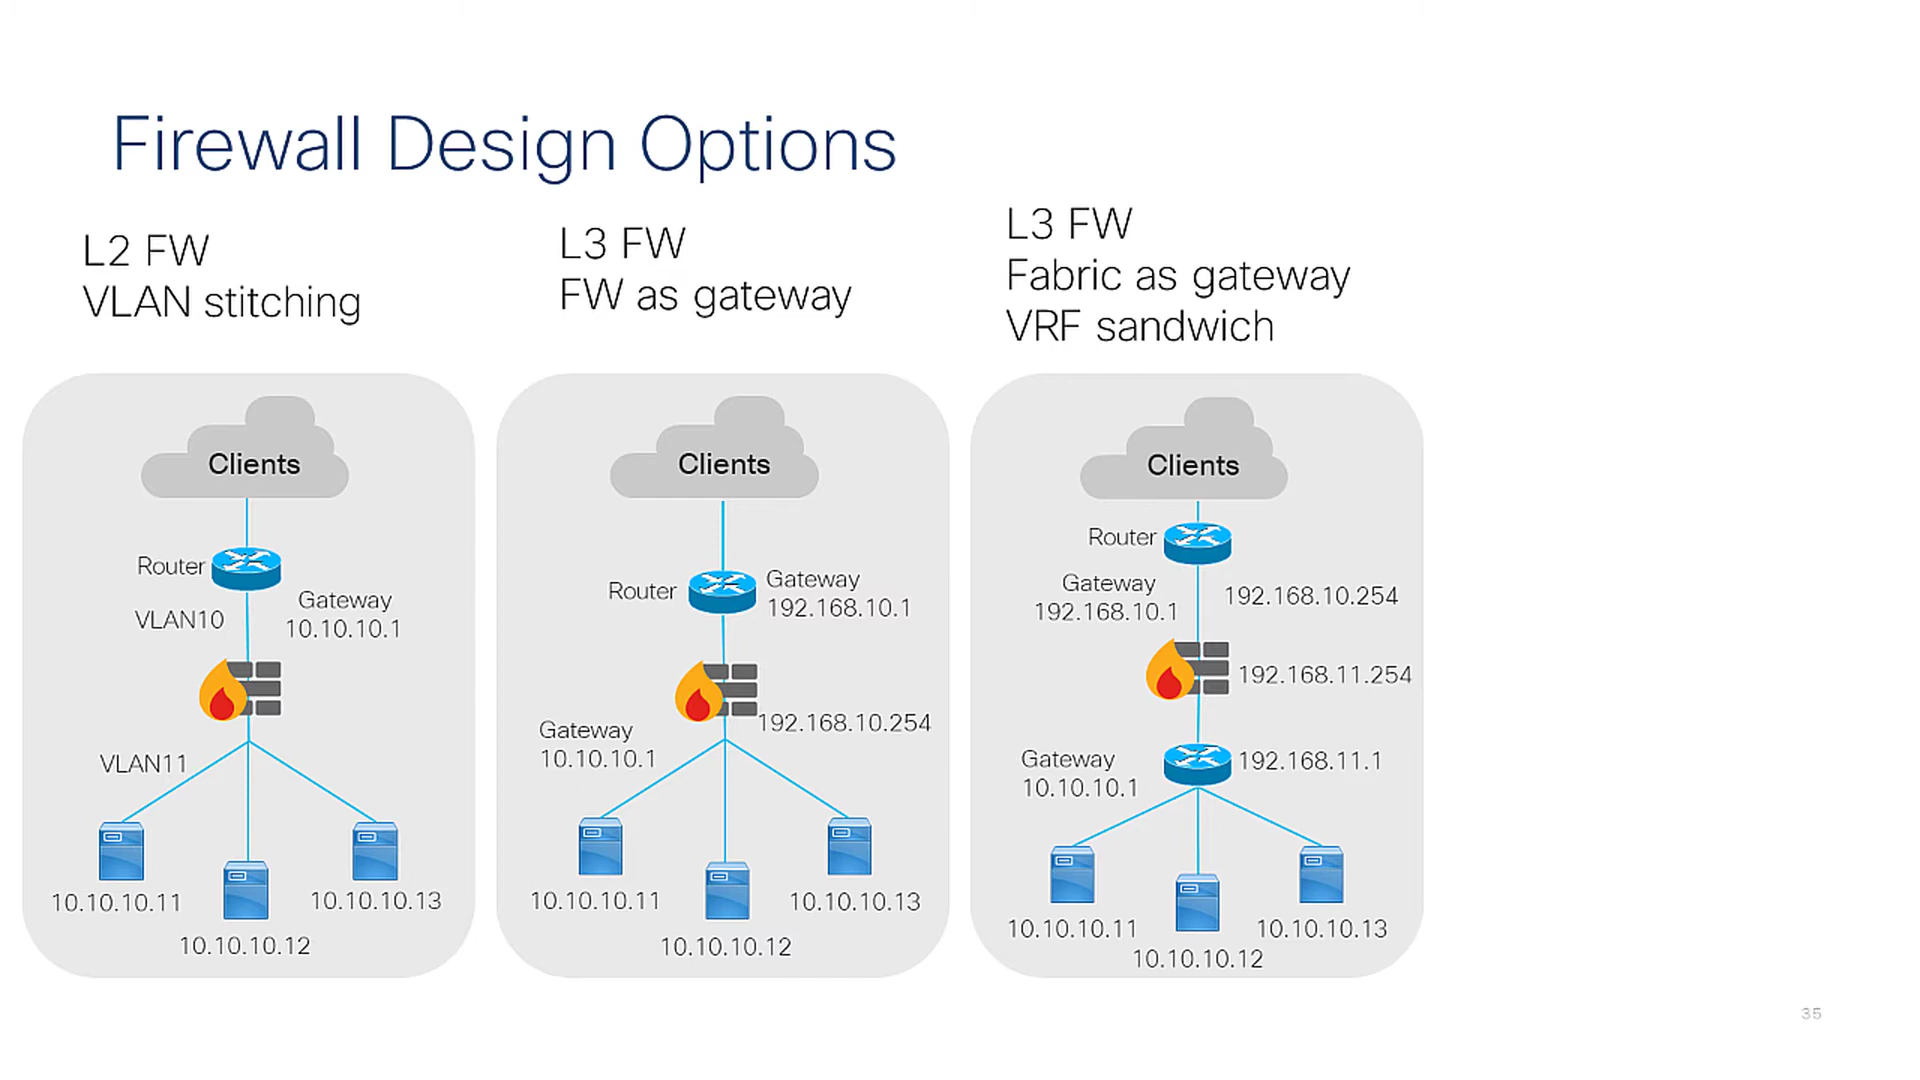 Firewall Design Options
L2 FW
VLAN stitching
L3 FW
FW as gateway
L3 FW
Fabric as gateway
VRF sandwich
Clients
Router
Gateway
10.10.10.1
VLAN10
VLAN11
10.10.10.11
10.10.10.12
10.10.10.13
Clients
Router
Gateway
192.168.10.1
192.168.10.254
Gateway
10.10.10.1
10.10.10.11
10.10.10.12
10.10.10.13
Clients
Router
Gateway
192.168.10.1
192.168.10.254
192.168.11.254
Gateway
10.10.10.1
192.168.11.1
10.10.10.11
10.10.10.12
10.10.10.13
35